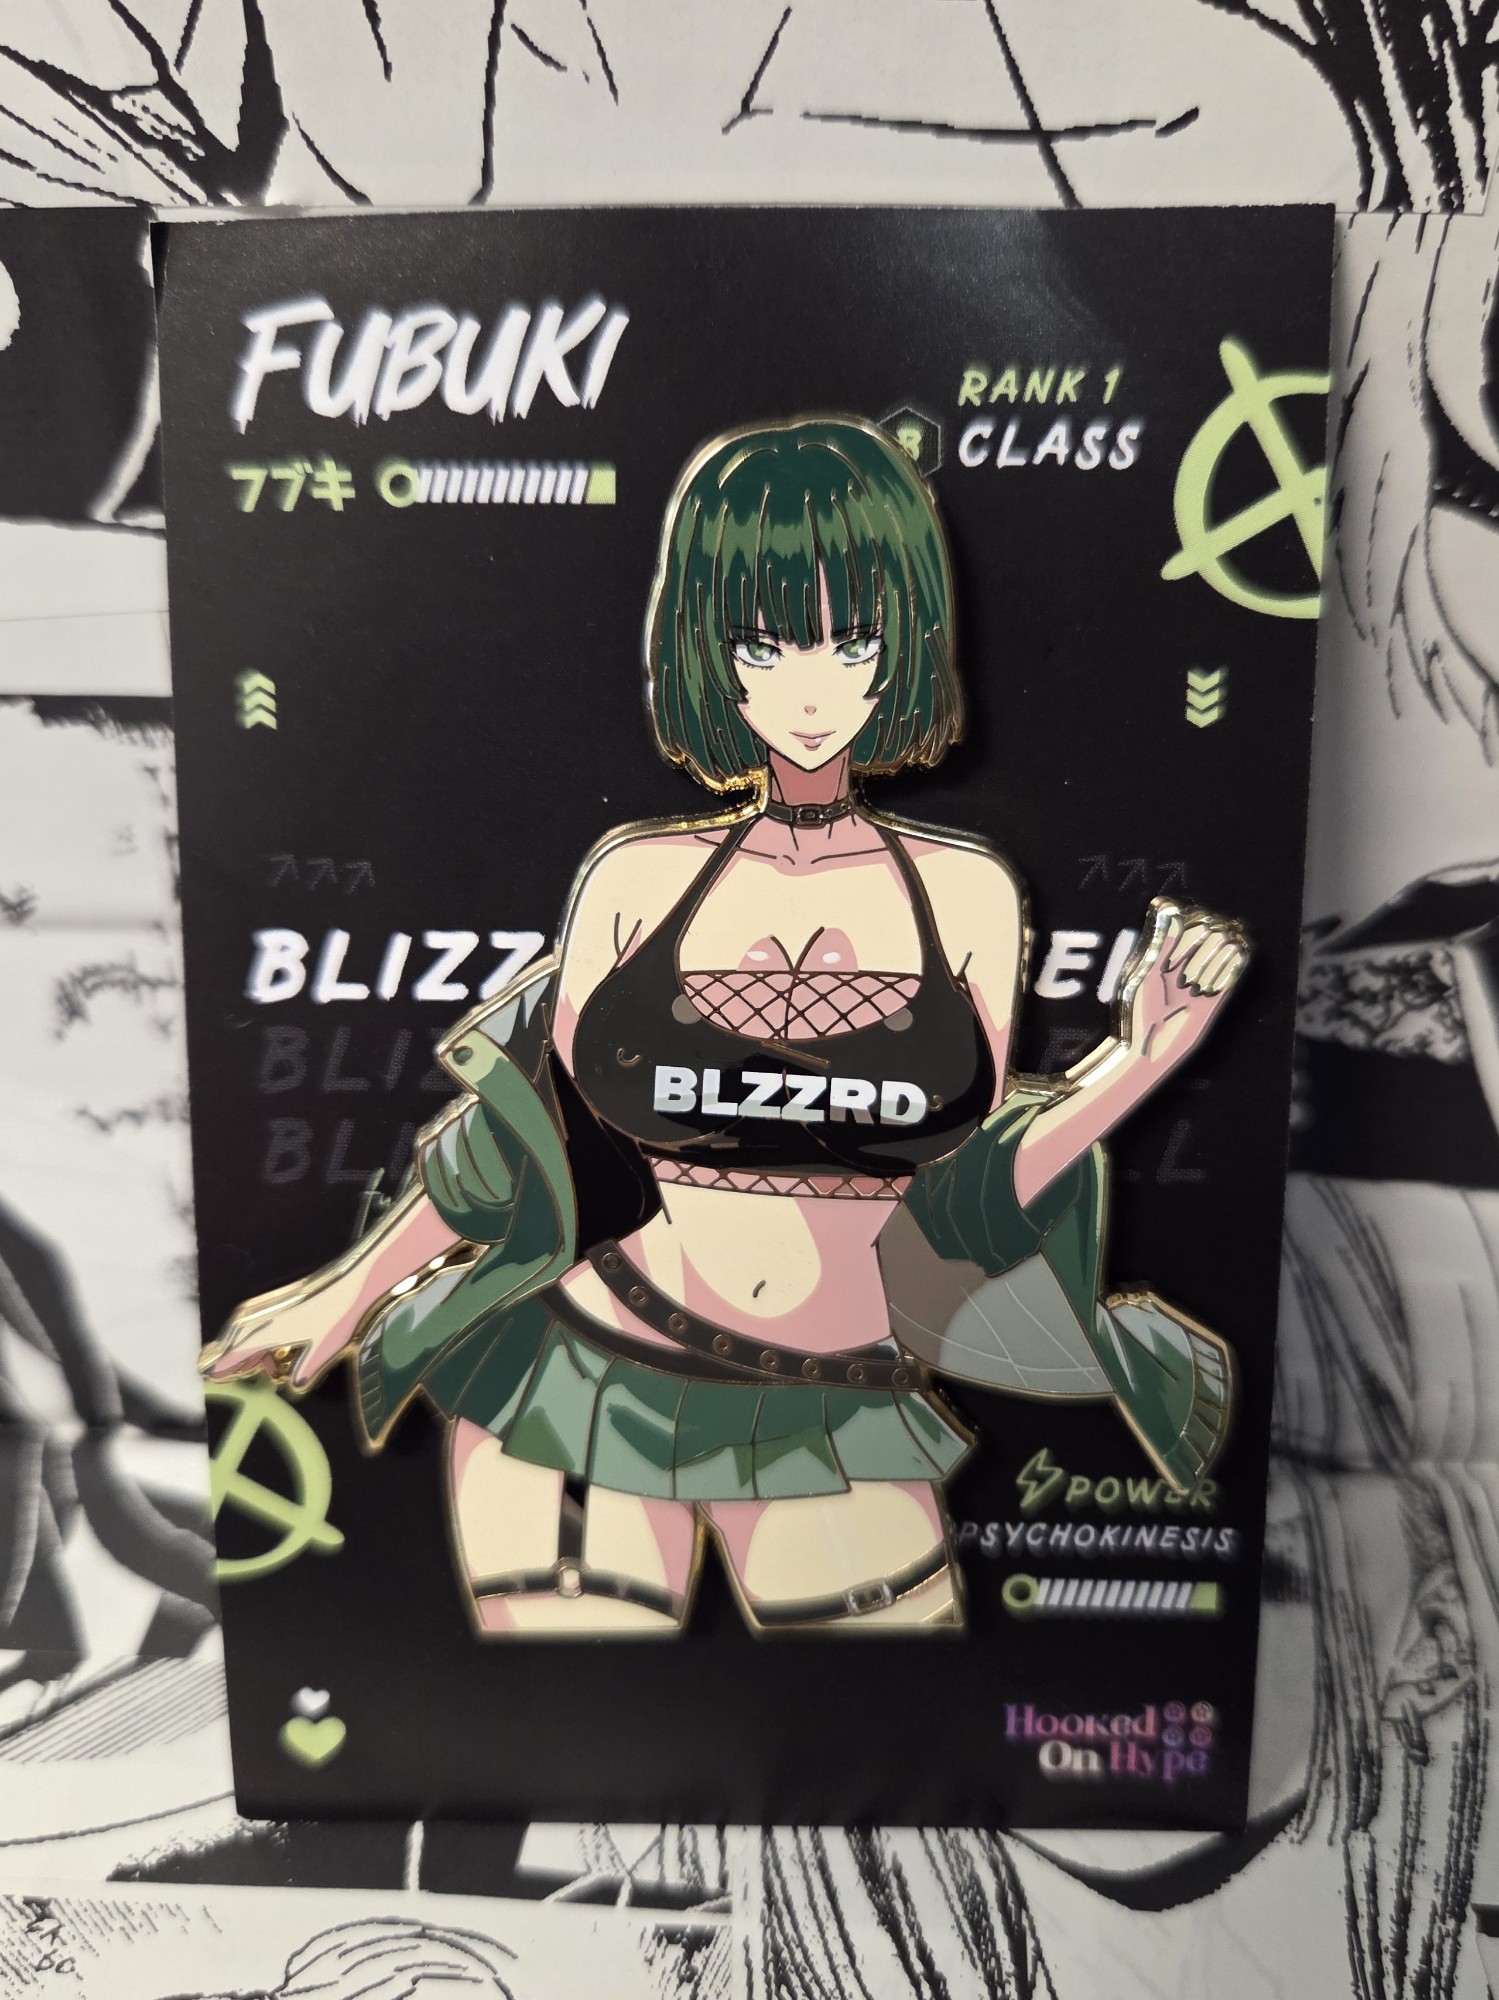 FUBUKI
フブキ
RANK 1
B CLASS
BLIZZ
BLZZRD
POWER
PSYCHOKINESIS
Hooked
On Hype